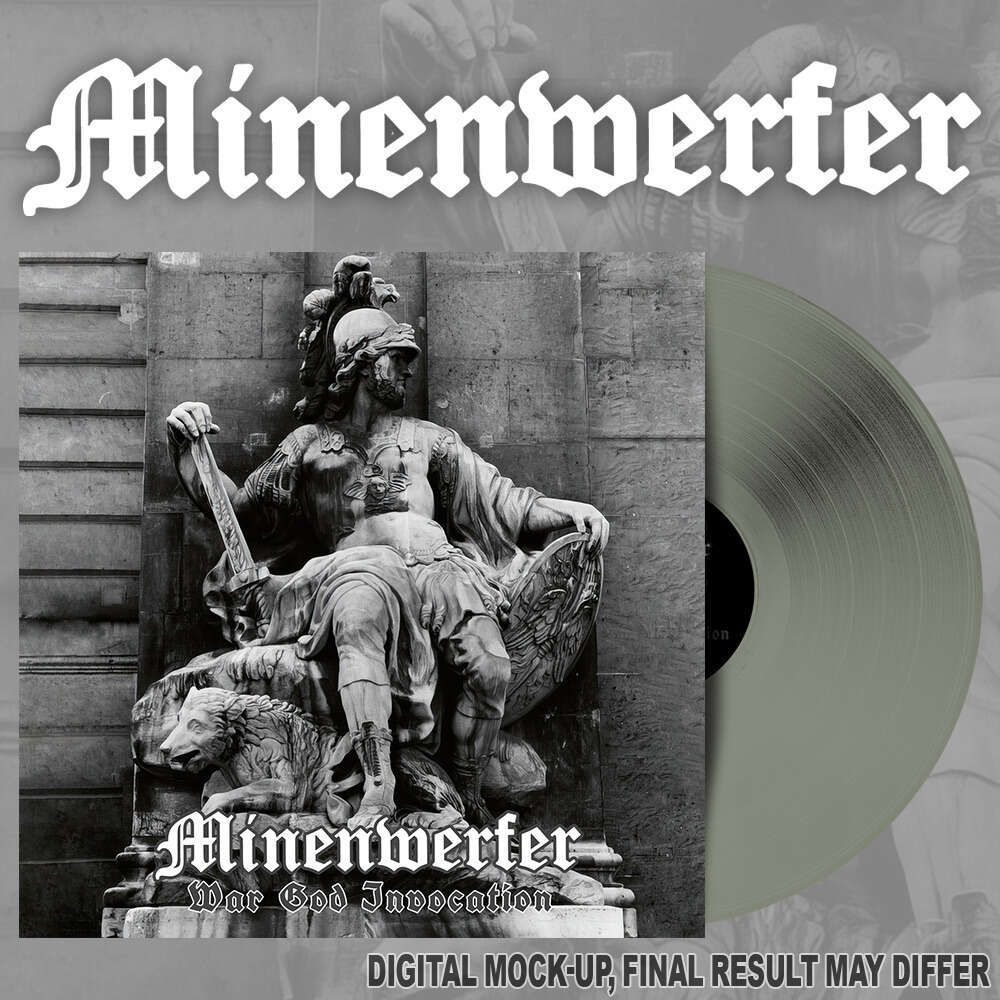 Minenwerfer
Minenwerfer
War God Invocation
DIGITAL MOCK-UP, FINAL RESULT MAY DIFFER